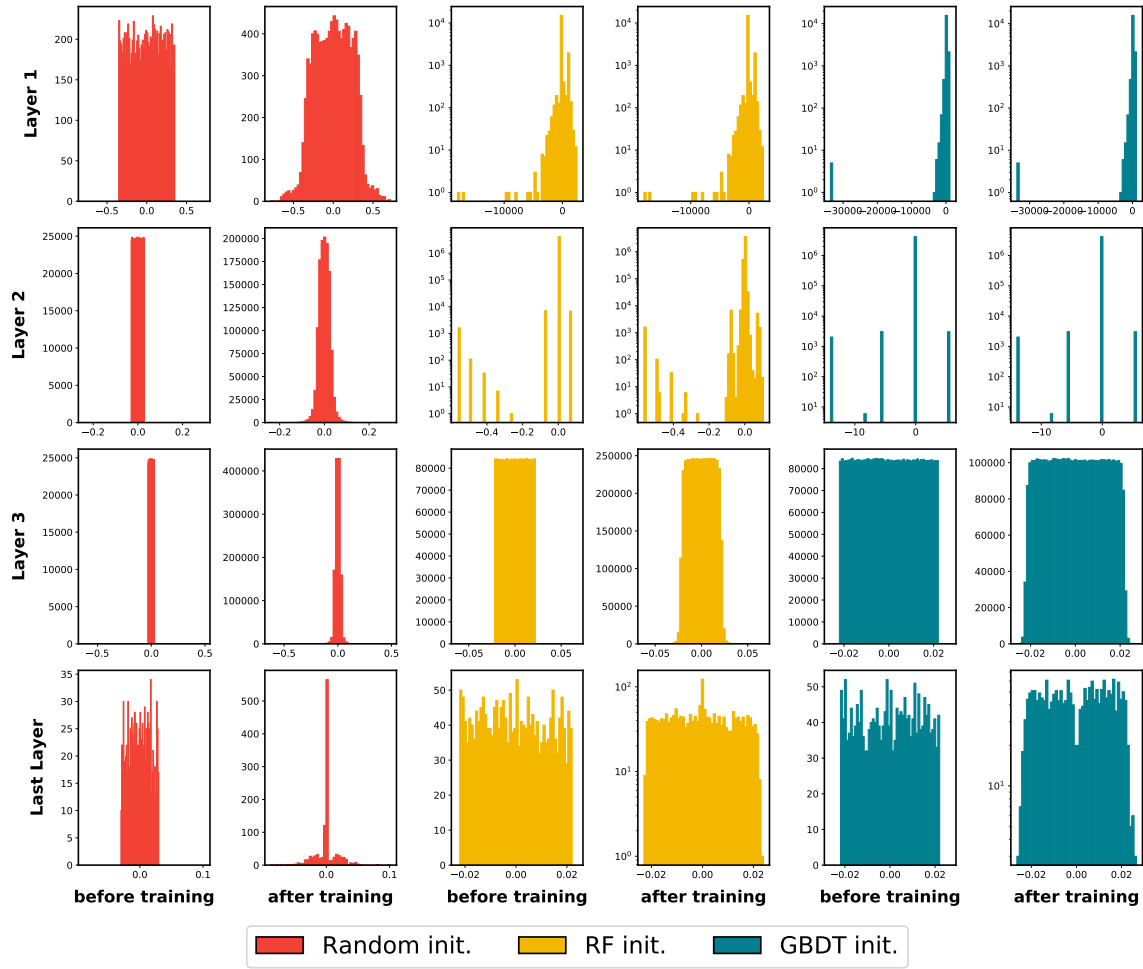 Layer 1
0 50 100 150 200
−0.5 0.0 0.5
0 100 200 300 400
−0.5 0.0 0.5
10⁰ 10¹ 10² 10³ 10⁴
−10000 0
10⁰ 10¹ 10² 10³ 10⁴
−10000 0
10⁰ 10¹ 10² 10³ 10⁴
−30000 −20000 −10000 0
10⁰ 10¹ 10² 10³ 10⁴
−30000 −20000 −10000 0
Layer 2
0 5000 10000 15000 20000 25000
−0.2 0.0 0.2
0 25000 50000 75000 100000 125000 150000 175000 200000
−0.2 0.0 0.2
10⁰ 10¹ 10² 10³ 10⁴ 10⁵ 10⁶
−0.4 −0.2 0.0
10⁰ 10¹ 10² 10³ 10⁴ 10⁵ 10⁶
−0.4 −0.2 0.0
10¹ 10² 10³ 10⁴ 10⁵ 10⁶
−10 0
10¹ 10² 10³ 10⁴ 10⁵ 10⁶
−10 0
Layer 3
0 5000 10000 15000 20000 25000
−0.5 0.0 0.5
0 100000 200000 300000 400000
−0.5 0.0 0.5
0 10000 20000 30000 40000 50000 60000 70000 80000
−0.05 0.00 0.05
0 50000 100000 150000 200000 250000
−0.05 0.00 0.05
0 10000 20000 30000 40000 50000 60000 70000 80000
−0.02 0.00 0.02
0 20000 40000 60000 80000 100000
−0.02 0.00 0.02
Last Layer
0 5 10 15 20 25 30 35
0.0 0.1
before training
0 100 200 300 400 500
0.0 0.1
after training
0 10 20 30 40 50
−0.02 0.00 0.02
before training
10⁰ 10¹ 10²
−0.02 0.00 0.02
after training
0 10 20 30 40 50
−0.02 0.00 0.02
before training
10¹
−0.02 0.00 0.02
after training
Random init. RF init. GBDT init.